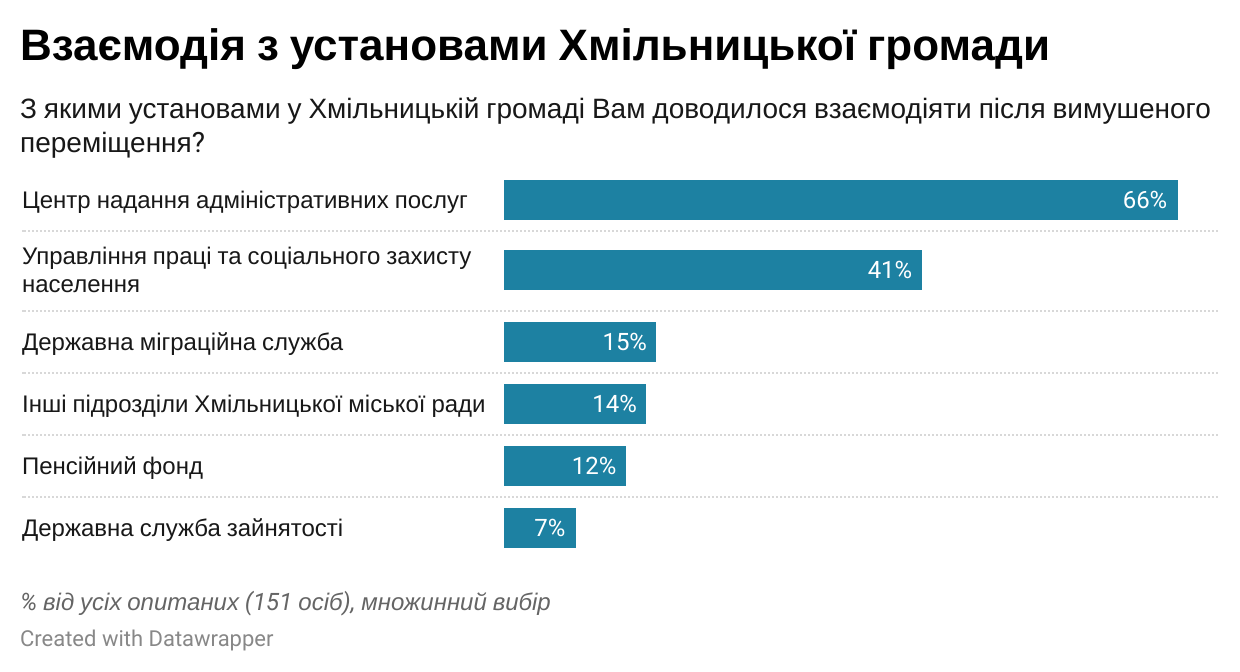 Взаємодія з установами Хмільницької громади
З якими установами у Хмільницькій громаді Вам доводилося взаємодіяти після вимушеного
переміщення?
Центр надання адміністративних послуг
66%
Управління праці та соціального захисту
населення
41%
Державна міграційна служба
15%
Інші підрозділи Хмільницької міської ради
14%
Пенсійний фонд
12%
Державна служба зайнятості
7%
% від усіх опитаних (151 осіб), множинний вибір
Created with Datawrapper